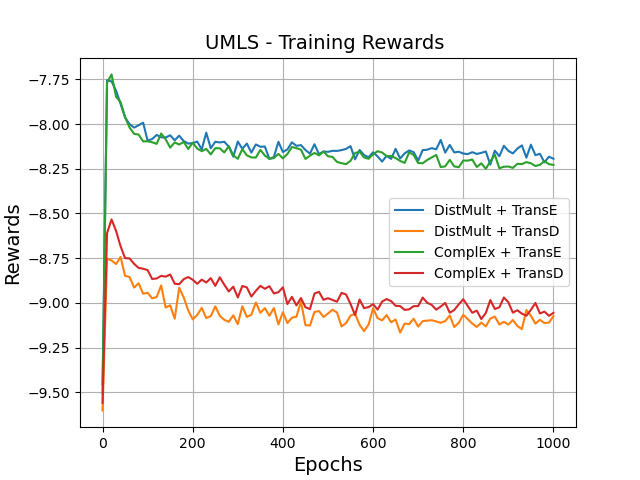 UMLS - Training Rewards
Rewards
−7.75
−8.00
−8.25
−8.50
−8.75
−9.00
−9.25
−9.50
DistMult + TransE
DistMult + TransD
ComplEx + TransE
ComplEx + TransD
0 200 400 600 800 1000
Epochs